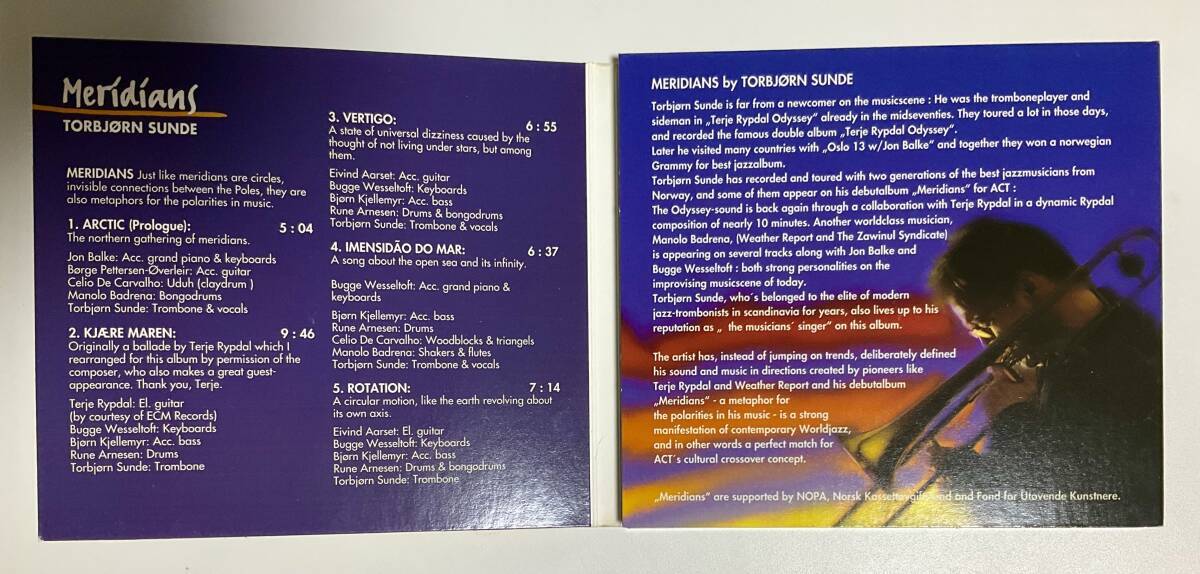 Meridians
TORBJØRN SUNDE
MERIDIANS Just like meridians are circles,
invisible connections between the Poles, they are
also metaphors for the polarities in music.
1. ARCTIC (Prologue): 5 : 04
The northern gathering of meridians.
Jon Balke: Acc. grand piano & keyboards
Børge Pettersen-Øverleir: Acc. guitar
Celio De Carvalho: Uduh (claydrum )
Manolo Badrena: Bongodrums
Torbjørn Sunde: Trombone & vocals
2. KJÆRE MAREN: 9 : 46
Originally a ballade by Terje Rypdal which I
rearranged for this album by permission of the
composer, who also makes a great guest-
appearance. Thank you, Terje.
Terje Rypdal: El. guitar
(by courtesy of ECM Records)
Bugge Wesseltoft: Keyboards
Bjørn Kjellemyr: Acc. bass
Rune Arnesen: Drums
Torbjørn Sunde: Trombone
3. VERTIGO: 6 : 55
A state of universal dizziness caused by the
thought of not living under stars, but among
them.
Eivind Aarset: Acc. guitar
Bugge Wesseltoft: Keyboards
Bjørn Kjellemyr: Acc. bass
Rune Arnesen: Drums & bongodrums
Torbjørn Sunde: Trombone & vocals
4. IMENSIDÃO DO MAR: 6 : 37
A song about the open sea and its infinity.
Bugge Wesseltoft: Acc. grand piano &
keyboards
Bjørn Kjellemyr: Acc. bass
Rune Arnesen: Drums
Celio De Carvalho: Woodblocks & triangels
Manolo Badrena: Shakers & flutes
Torbjørn Sunde: Trombone & vocals
5. ROTATION: 7 : 14
A circular motion, like the earth revolving about
its own axis.
Eivind Aarset: El. guitar
Bugge Wesseltoft: Keyboards
Bjørn Kjellemyr: Acc. bass
Rune Arnesen: Drums & bongodrums
Torbjørn Sunde: Trombone
MERIDIANS by TORBJØRN SUNDE
Torbjørn Sunde is far from a newcomer on the musicscene : He was the tromboneplayer and
sideman in „Terje Rypdal Odyssey” already in the midseventies. They toured a lot in those days,
and recorded the famous double album „Terje Rypdal Odyssey”.
Later he visited many countries with „Oslo 13 w/Jon Balke” and together they won a norwegian
Grammy for best jazzalbum.
Torbjørn Sunde has recorded and toured with two generations of the best jazzmusicians from
Norway, and some of them appear on his debutalbum „Meridians” for ACT :
The Odyssey-sound is back again through a collaboration with Terje Rypdal in a dynamic Rypdal
composition of nearly 10 minutes. Another worldclass musician,
Manolo Badrena, (Weather Report and The Zawinul Syndicate)
is appearing on several tracks along with Jon Balke and
Bugge Wesseltoft : both strong personalities on the
improvising musicscene of today.
Torbjørn Sunde, who´s belonged to the elite of modern
jazz-trombonists in scandinavia for years, also lives up to his
reputation as „ the musicians´ singer” on this album.
The artist has, instead of jumping on trends, deliberately defined
his sound and music in directions created by pioneers like
Terje Rypdal and Weather Report and his debutalbum
„Meridians” - a metaphor for
the polarities in his music - is a strong
manifestation of contemporary Worldjazz,
and in other words a perfect match for
ACT´s cultural crossover concept.
„Meridians” are supported by NOPA, Norsk Kassettavgiftsfond and Fond for Utøvende Kunstnere.